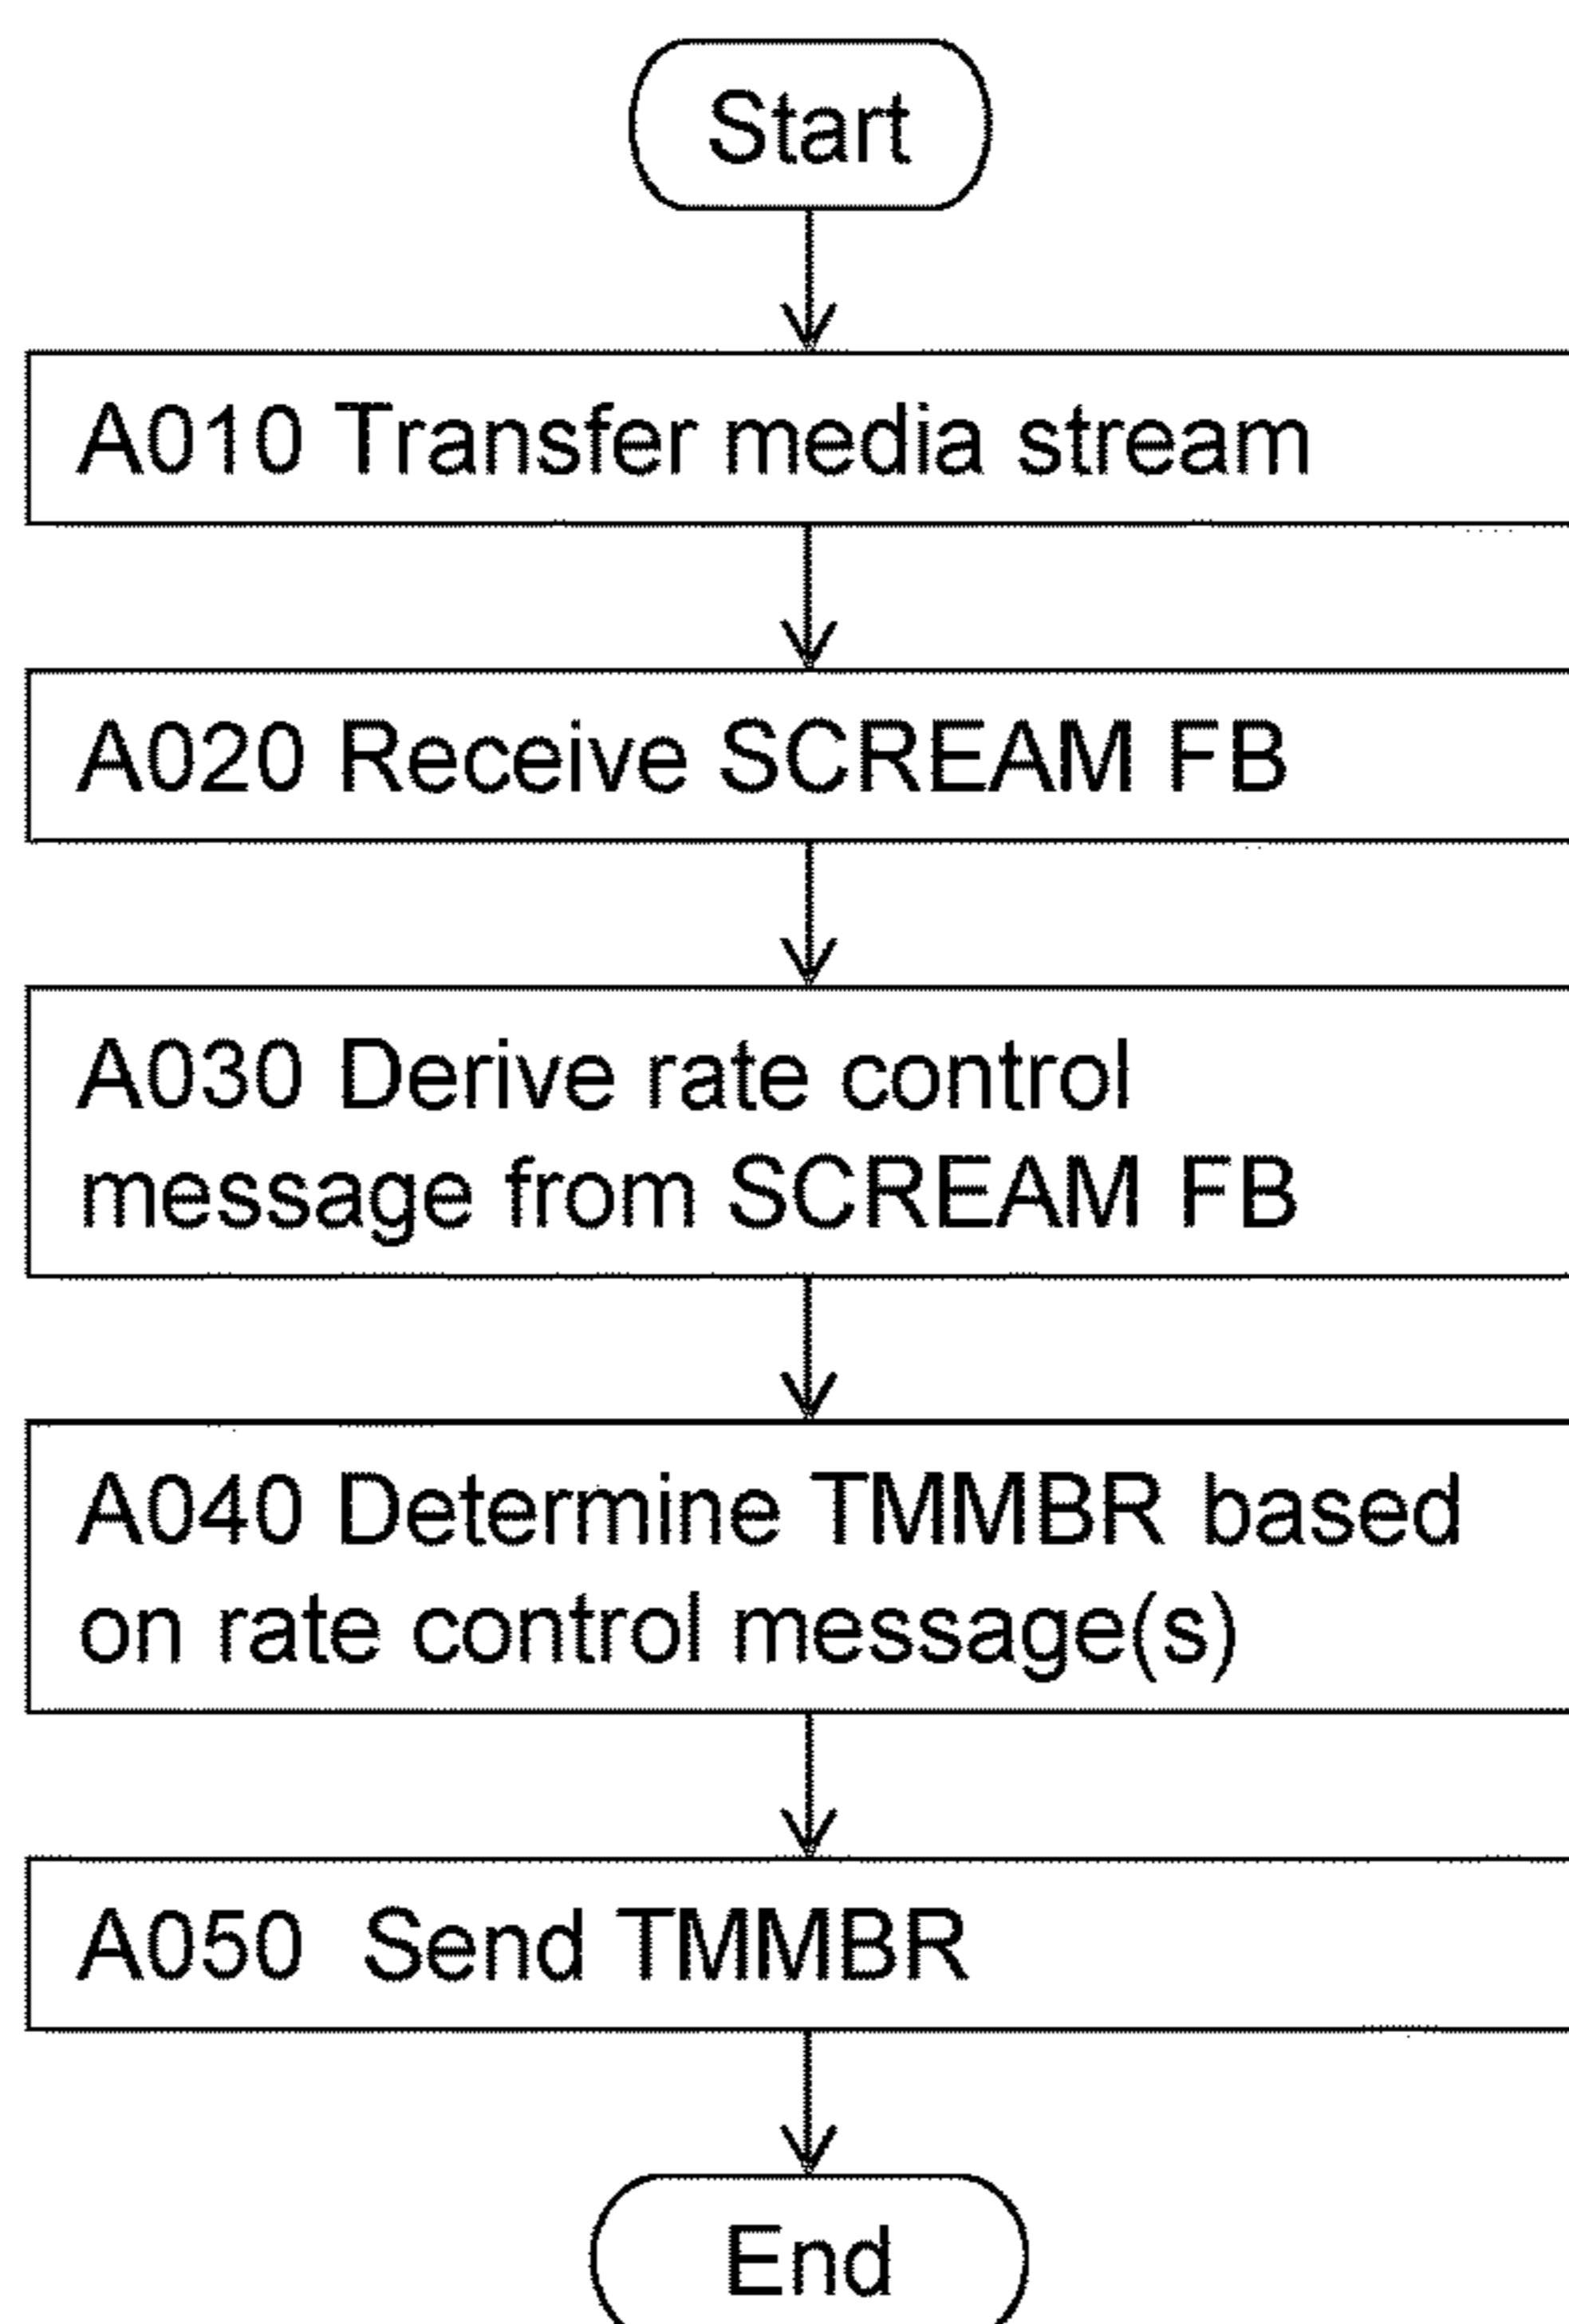 Start
A010 Transfer media stream
A020 Receive SCREAM FB
A030 Derive rate control
message from SCREAM FB
A040 Determine TMMBR based
on rate control message(s)
A050 Send TMMBR
End